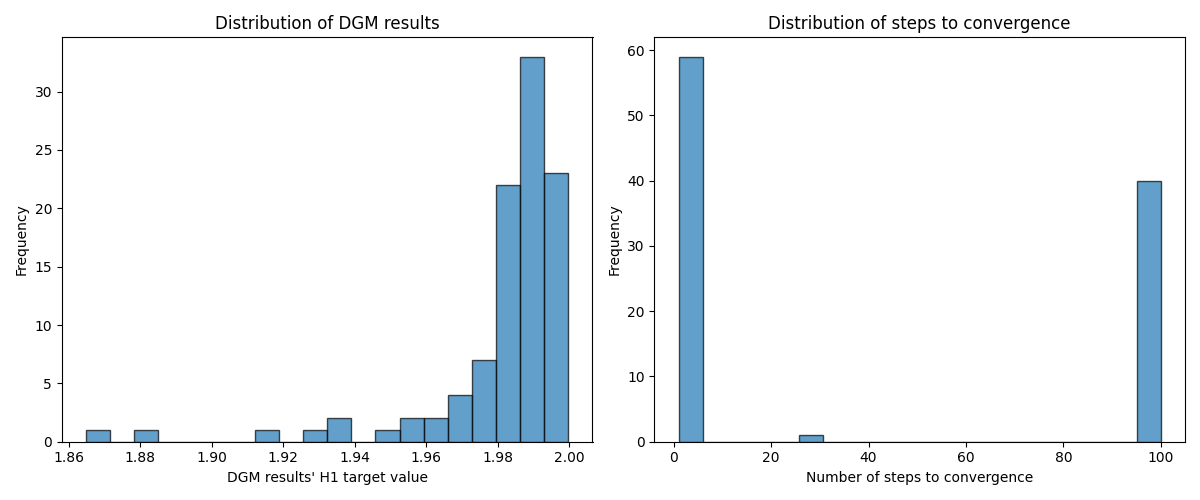 Distribution of DGM results
Frequency
30
25
20
15
10
5
0
1.86 1.88 1.90 1.92 1.94 1.96 1.98 2.00
DGM results' H1 target value
Distribution of steps to convergence
Frequency
60
50
40
30
20
10
0
0 20 40 60 80 100
Number of steps to convergence